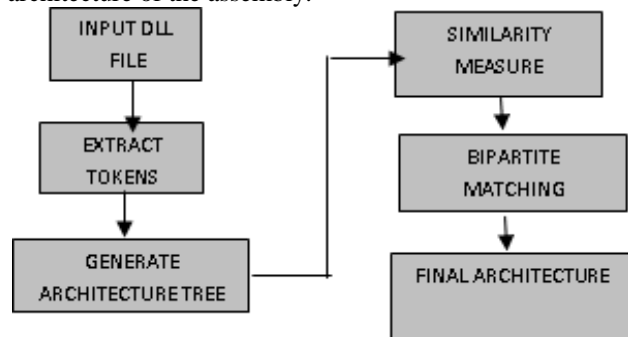 architecture of the assembly.
INPUT DLL
FILE
EXTRACT
TOKENS
GENERATE
ARCHITECTURE TREE
SIMILARITY
MEASURE
BIPARTITE
MATCHING
FINAL ARCHITECTURE